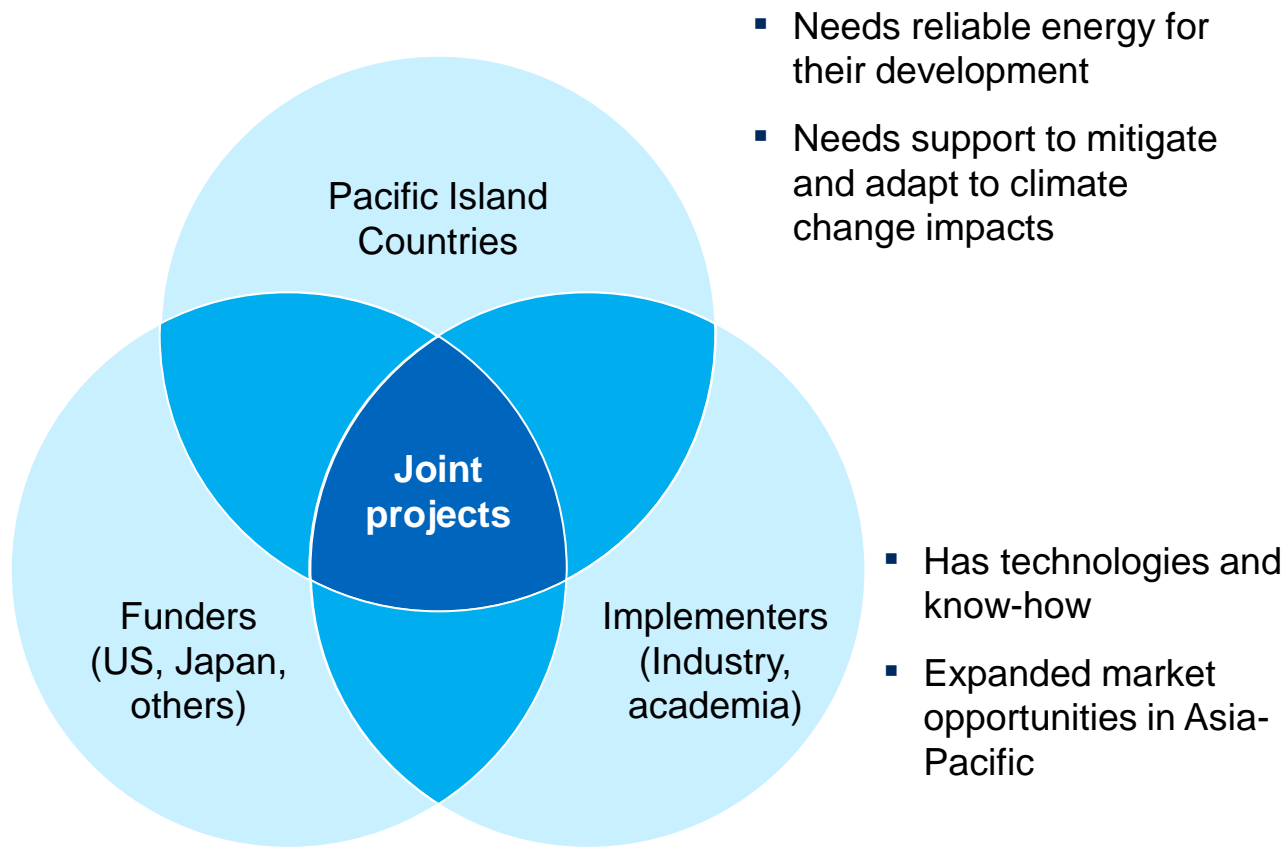 ▪ Needs reliable energy for
their development
▪ Needs support to mitigate
and adapt to climate
change impacts
Pacific Island
Countries
Joint
projects
Funders
(US, Japan,
others)
Implementers
(Industry,
academia)
▪ Has technologies and
know-how
▪ Expanded market
opportunities in Asia-
Pacific